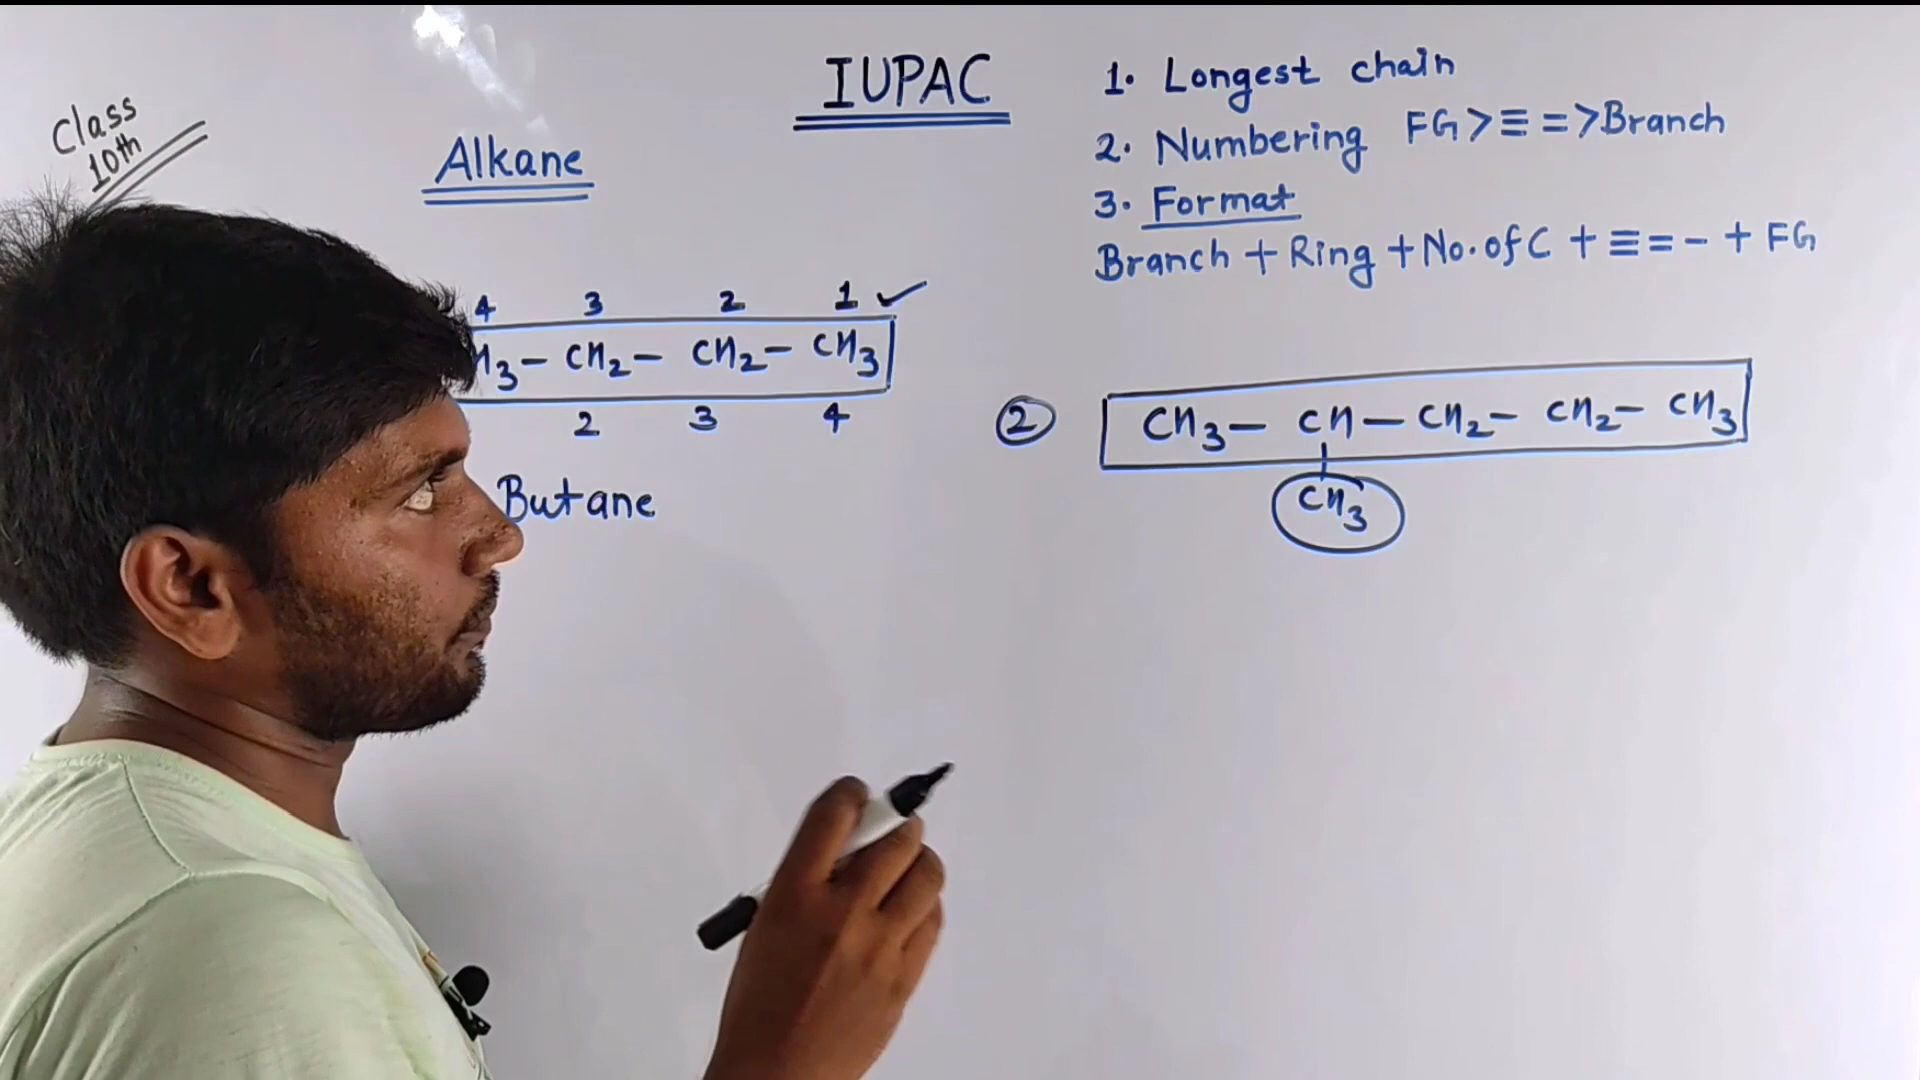 Class
10th
IUPAC
Alkane
1. Longest chain
2. Numbering FG > ≡ = > Branch
3. Format
Branch + Ring + No. of C + ≡ = - + FG
4 3 2 1 ✓
H3 - CH2 - CH2 - CH3
2 3 4
Butane
② CH3 - CH - CH2 - CH2 - CH3
CH3